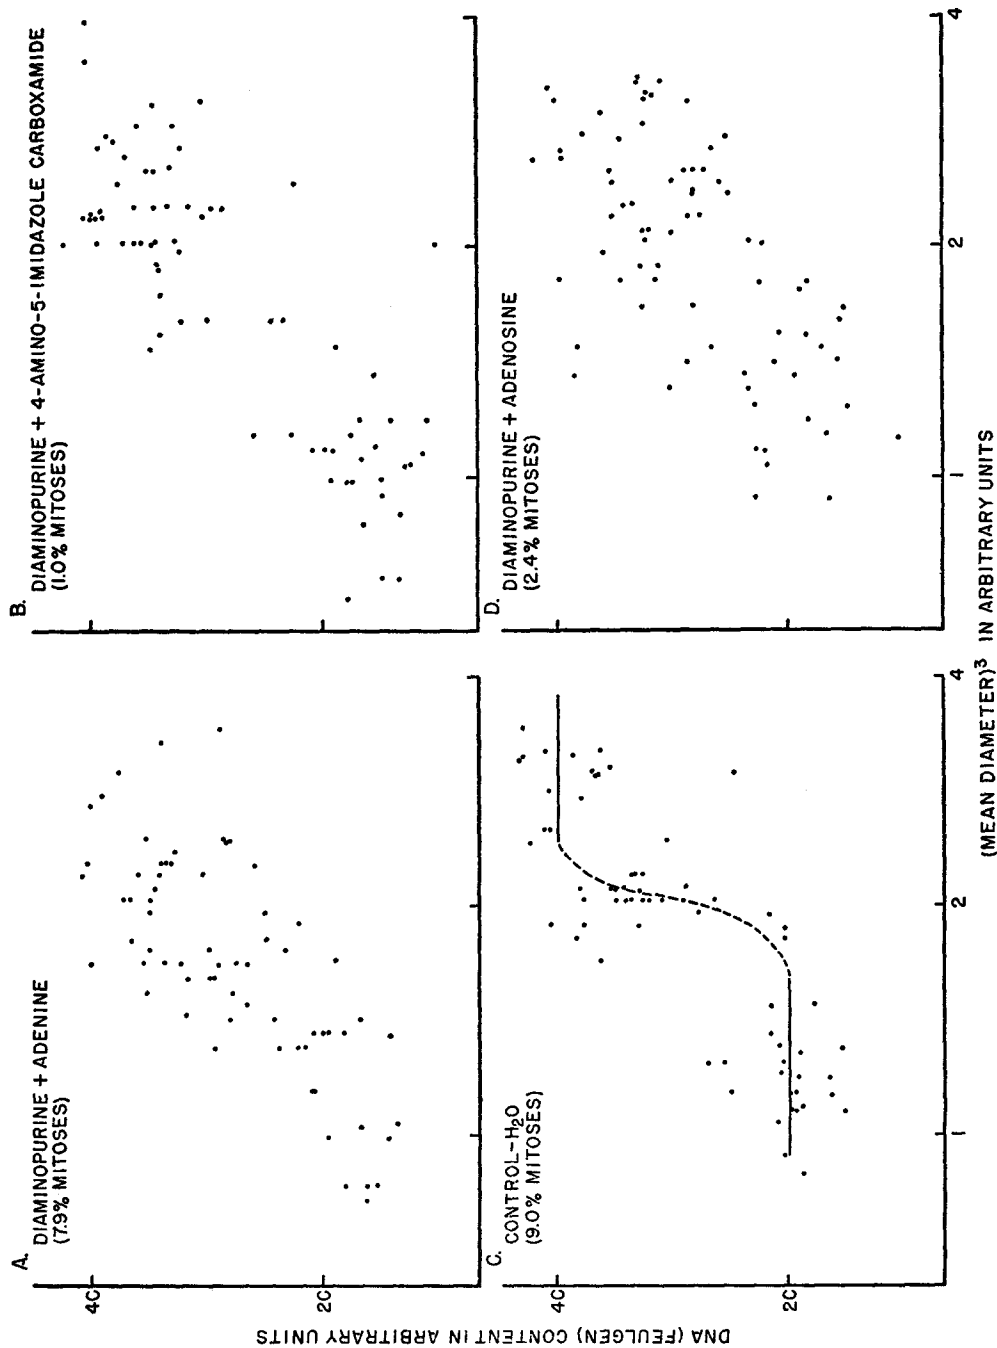 A.
DIAMINOPURINE + ADENINE
(7.9% MITOSES)
4C
2C
B.
DIAMINOPURINE + 4-AMINO-5-IMIDAZOLE CARBOXAMIDE
(1.0% MITOSES)
C.
CONTROL-H₂O
(9.0% MITOSES)
4C
2C
1
2
4
D.
DIAMINOPURINE + ADENOSINE
(2.4% MITOSES)
1
2
4
DNA (FEULGEN) CONTENT IN ARBITRARY UNITS
(MEAN DIAMETER)³ IN ARBITRARY UNITS